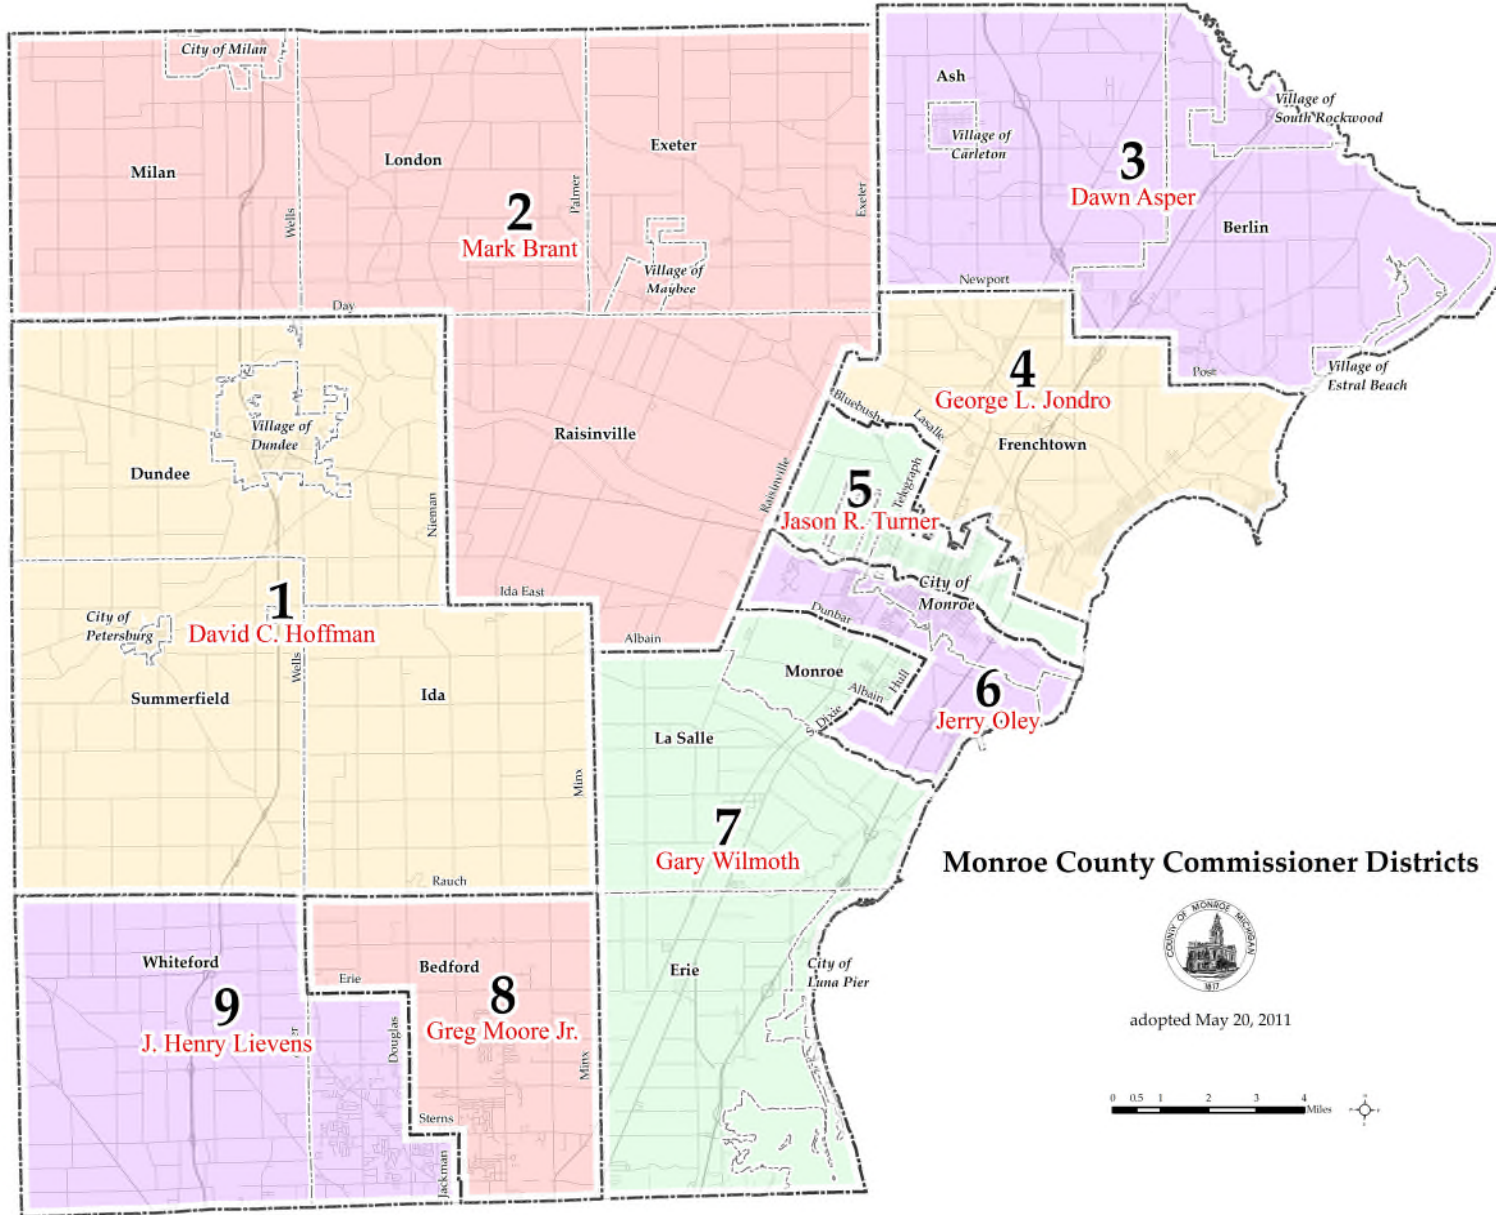 City of Milan
Ash
Village of
South Rockwood
Village of
Carleton
Milan
London
Exeter
3
Dawn Asper
Wells
Palmer
Exeter
2
Mark Brant
Berlin
Village of
Maybee
Newport
Day
4
George L. Jondro
Post
Village of
Estral Beach
Bluebush
Lasalle
Frenchtown
Village of
Dundee
Raisinville
Dundee
Nieman
Raisinville
5
Telegraph
Jason R. Turner
Ida East
City of
Monroe
1
David C. Hoffman
City of
Petersburg
Wells
Dunbar
Albain
Monroe
Albain
Hull
Summerfield
Ida
6
Jerry Oley
S. Dixie
La Salle
Minx
7
Gary Wilmoth
Monroe County Commissioner Districts
Rauch
COUNTY OF MONROE MICHIGAN
1817
Whiteford
Bedford
Erie
Erie
City of
Luna Pier
9
J. Henry Lievens
8
Greg Moore Jr.
Douglas
Minx
adopted May 20, 2011
Sterns
Jackman
0 0.5 1 2 3 4
Miles